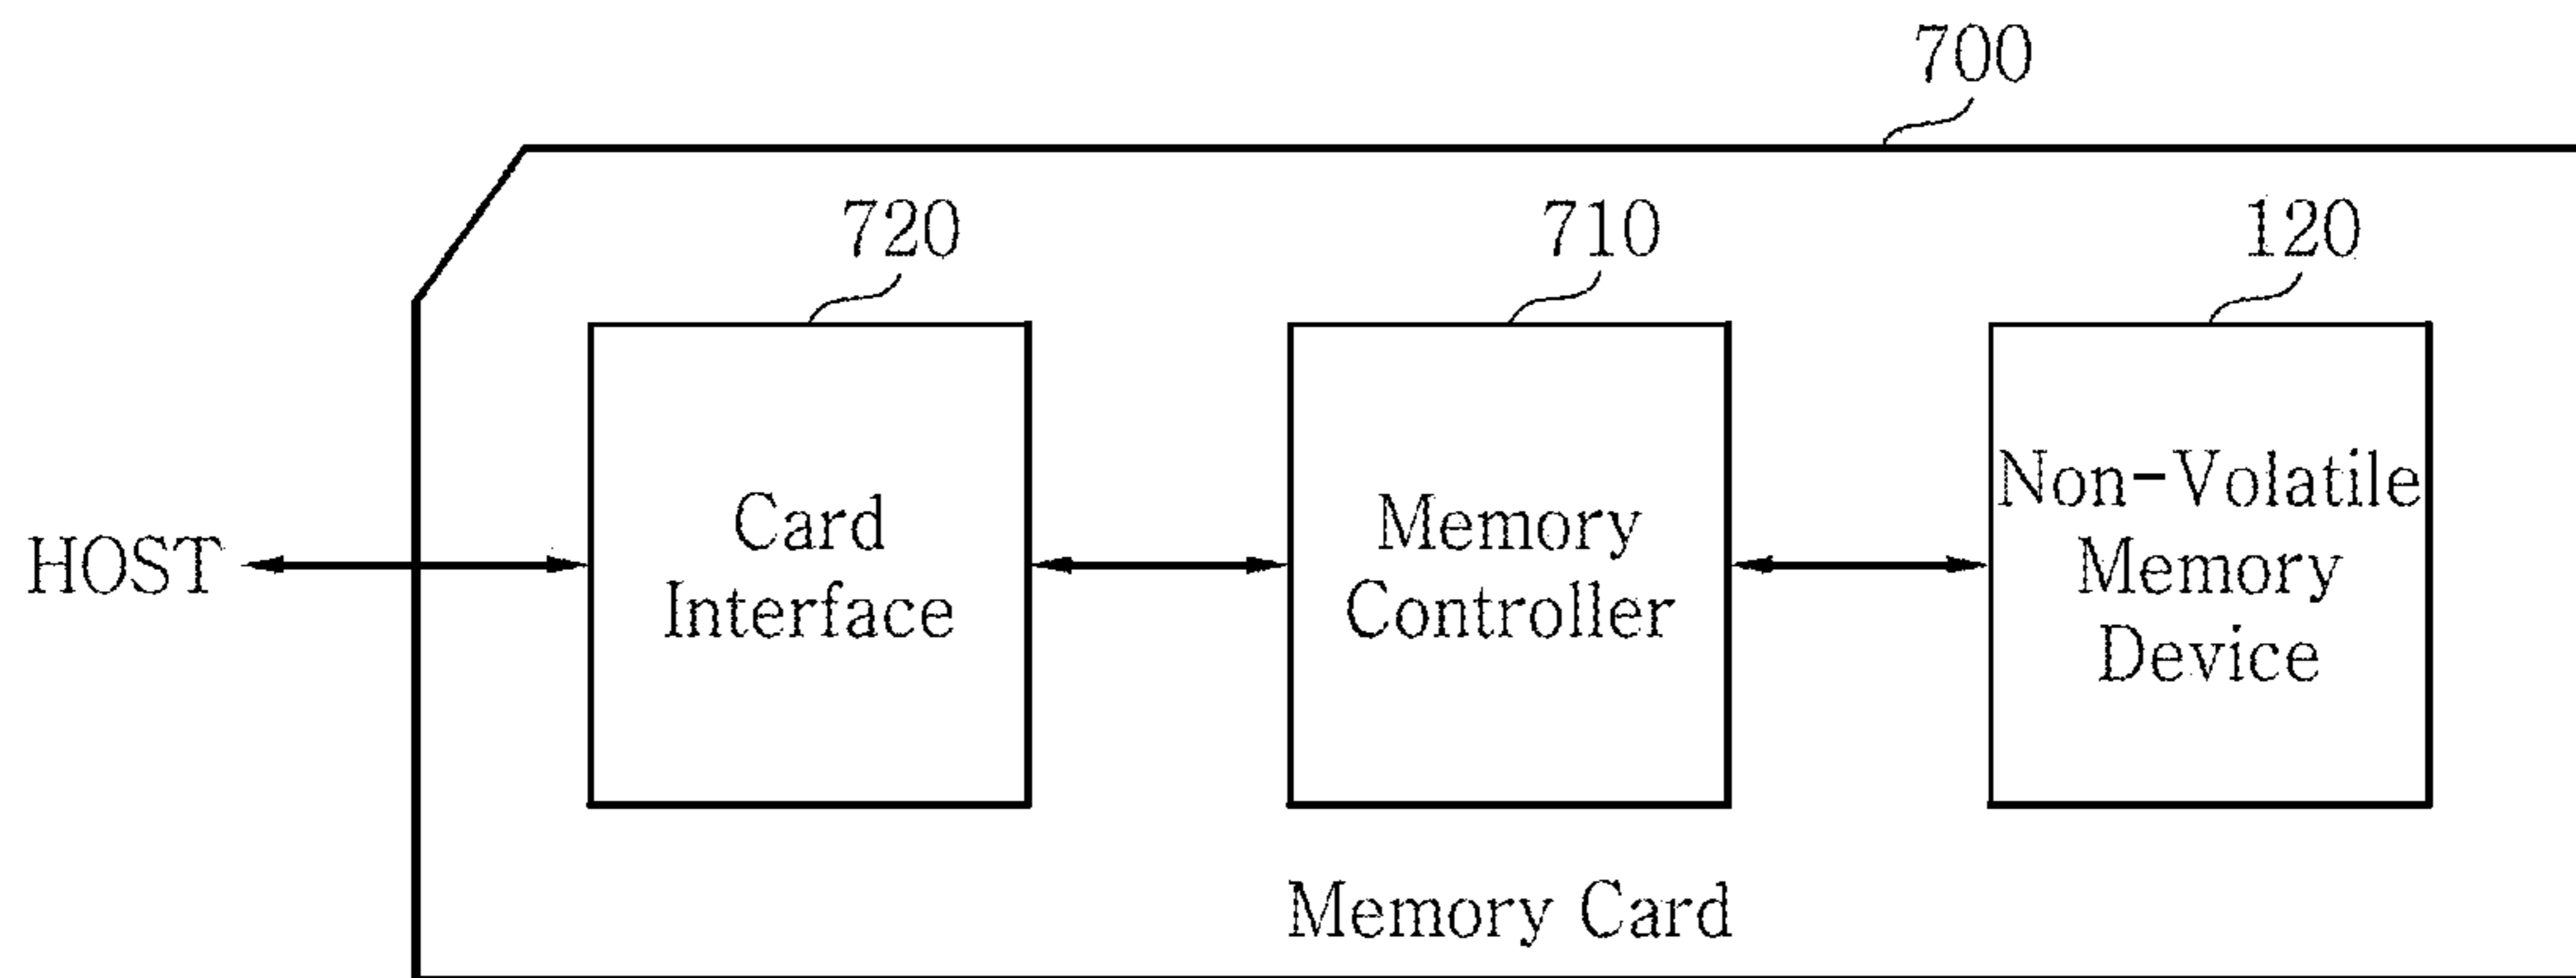 700
720
710
120
HOST
Card
Interface
Memory
Controller
Non-Volatile
Memory
Device
Memory Card